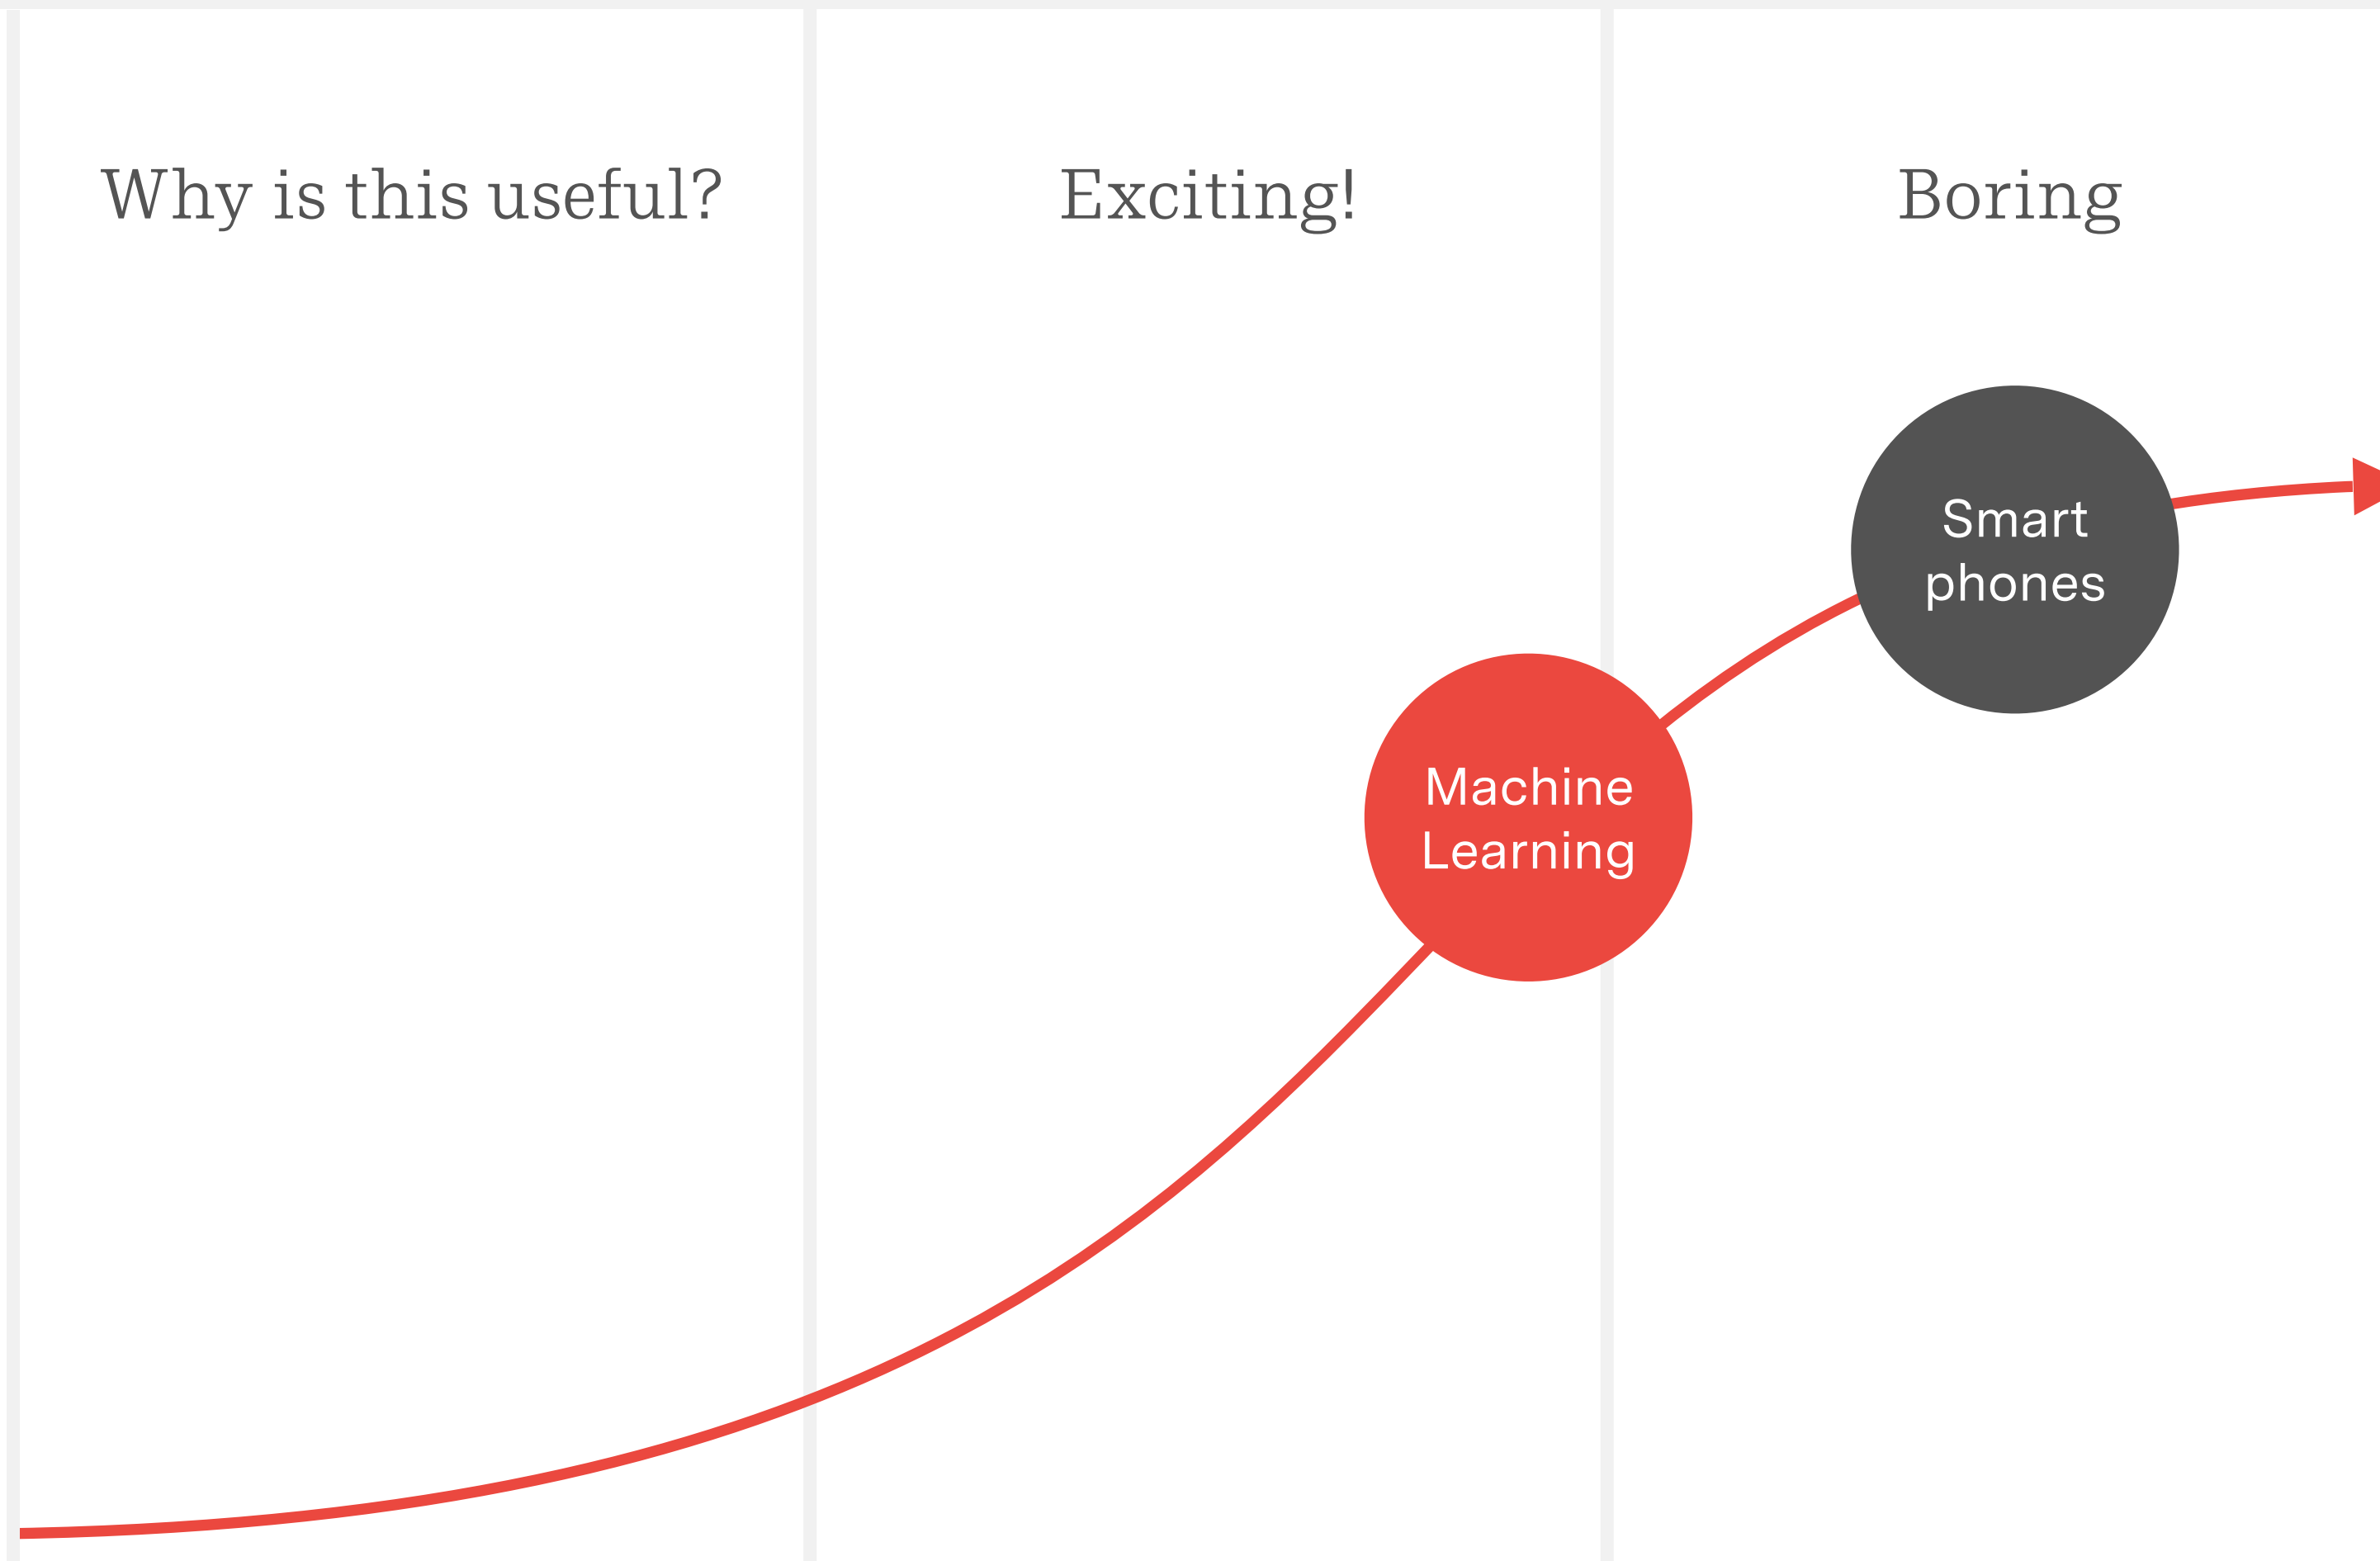 Why is this useful?
Exciting!
Boring
Smart
phones
Machine
Learning